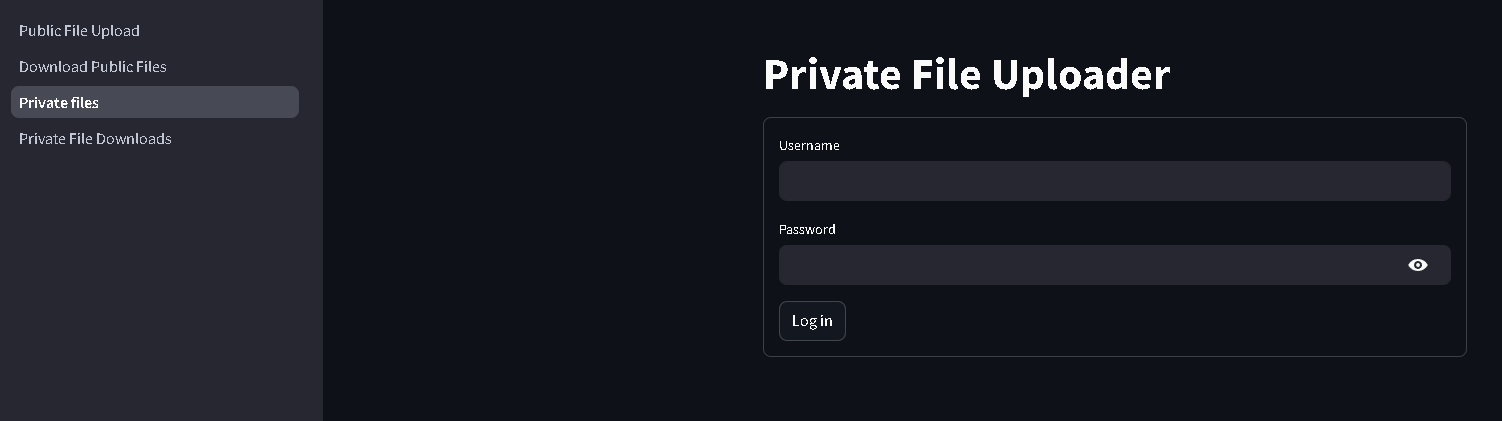 Public File Upload
Download Public Files
Private files
Private File Downloads
Private File Uploader
Username
Password
Log in